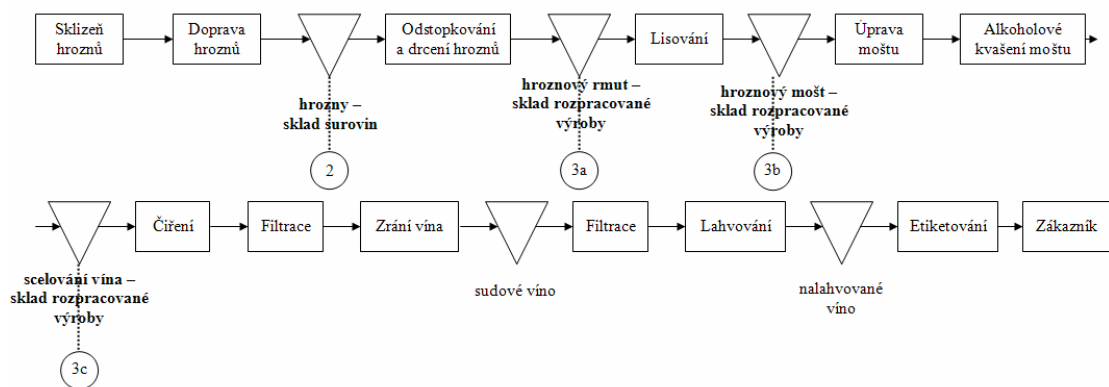 Sklizeň
hroznů
Doprava
hroznů
Odstopkování
a drcení hroznů
Lisování
Úprava
moštu
Alkoholové
kvašení moštu
hrozny –
sklad surovin
hroznový rmut –
sklad rozpracované
výroby
hroznový mošt –
sklad rozpracované
výroby
2
3a
3b
Čiření
Filtrace
Zrání vína
Filtrace
Lahvování
Etiketování
Zákazník
scelování vína –
sklad rozpracované
výroby
sudové víno
nalahvované
víno
3c